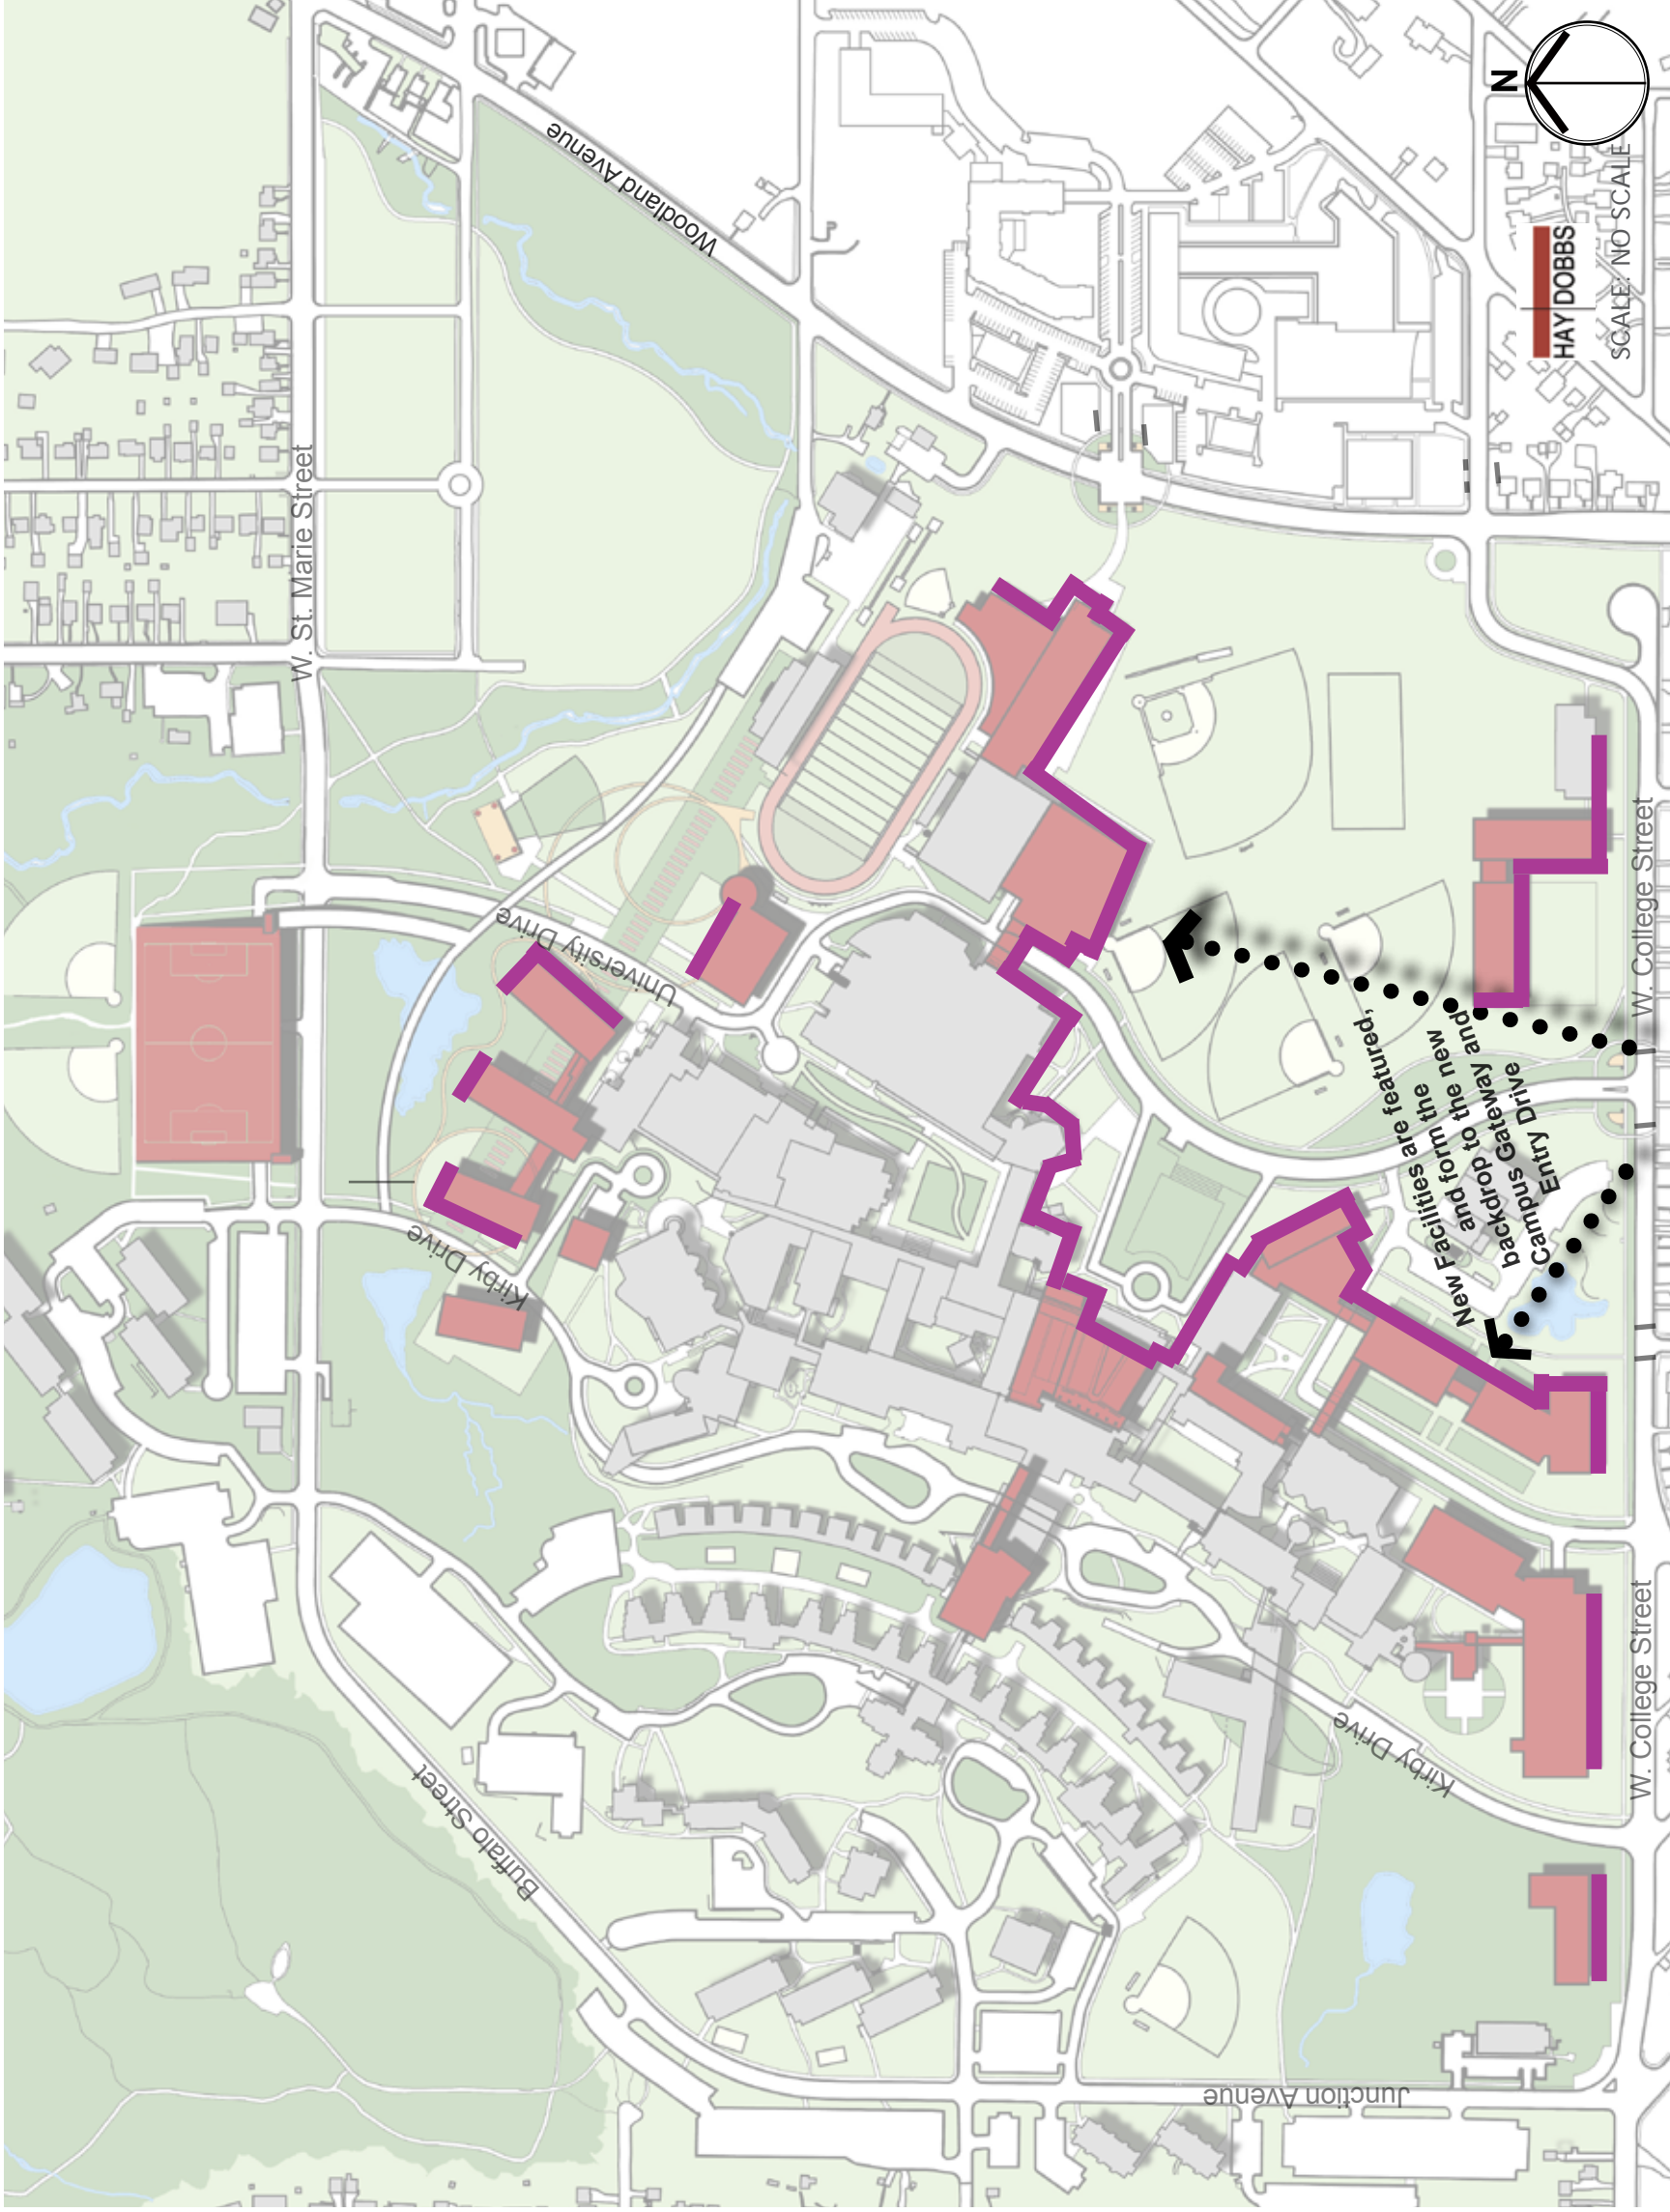 W. St. Marie Street
Woodland Avenue
N
HAY DOBBS
SCALE: NO SCALE
University Drive
Kirby Drive
W. College Street
New Facilities are featured,
and form the
backdrop to the new
Campus Gateway and
Entry Drive
Buffalo Street
Kirby Drive
W. College Street
Junction Avenue